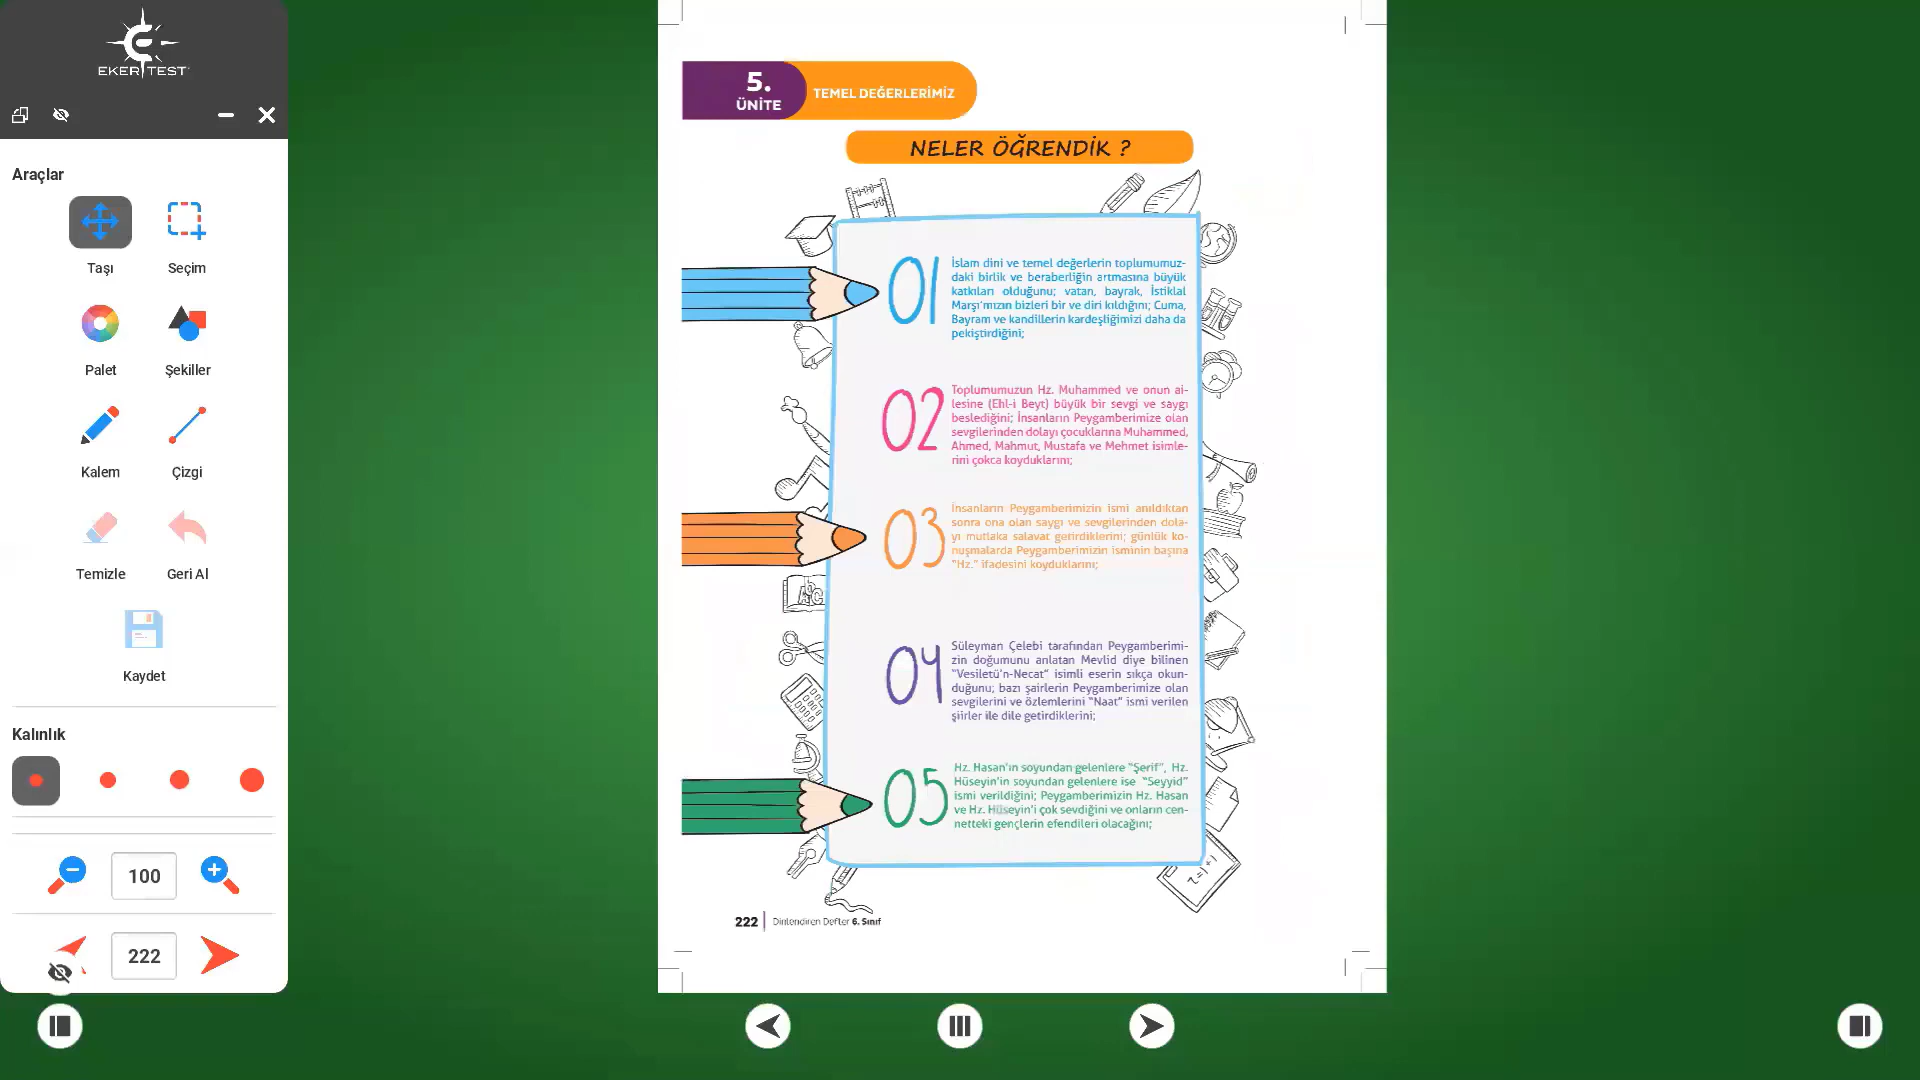 EKER TEST
Araçlar
Taşı
Seçim
Palet
Şekiller
Kalem
Çizgi
Temizle
Geri Al
Kaydet
Kalınlık
100
222
5.
ÜNİTE
TEMEL DEĞERLERİMİZ
NELER ÖĞRENDİK ?
01
İslam dini ve temel değerlerin toplumumuz-
daki birlik ve beraberliğin artmasına büyük
katkıları olduğunu; vatan, bayrak, İstiklal
Marşı'mızın bizleri bir ve diri kıldığını; Cuma,
Bayram ve kandillerin kardeşliğimizi daha da
pekiştirdiğini;
02
Toplumumuzun Hz. Muhammed ve onun ai-
lesine (Ehl-i Beyt) büyük bir sevgi ve saygı
beslediğini; İnsanların Peygamberimize olan
sevgilerinden dolayı çocuklarına Muhammed,
Ahmed, Mahmut, Mustafa ve Mehmet isimle-
rini çokca koyduklarını;
03
İnsanların Peygamberimizin ismi anıldıktan
sonra ona olan saygı ve sevgilerinden dola-
yı mutlaka salavat getirdiklerini; günlük ko-
nuşmalarda Peygamberimizin isminin başına
"Hz." ifadesini koyduklarını;
04
Süleyman Çelebi tarafından Peygamberimi-
zin doğumunu anlatan Mevlid diye bilinen
"Vesiletü'n-Necat" isimli eserin sıkça okun-
duğunu; bazı şairlerin Peygamberimize olan
sevgilerini ve özlemlerini "Naat" ismi verilen
şiirler ile dile getirdiklerini;
05
Hz. Hasan'ın soyundan gelenlere "Şerif", Hz.
Hüseyin'in soyundan gelenlere ise "Seyyid"
ismi verildiğini; Peygamberimizin Hz. Hasan
ve Hz. Hüseyin'i çok sevdiğini ve onların cen-
netteki gençlerin efendileri olacağını;
222 Dinlendiren Defter 6. Sınıf